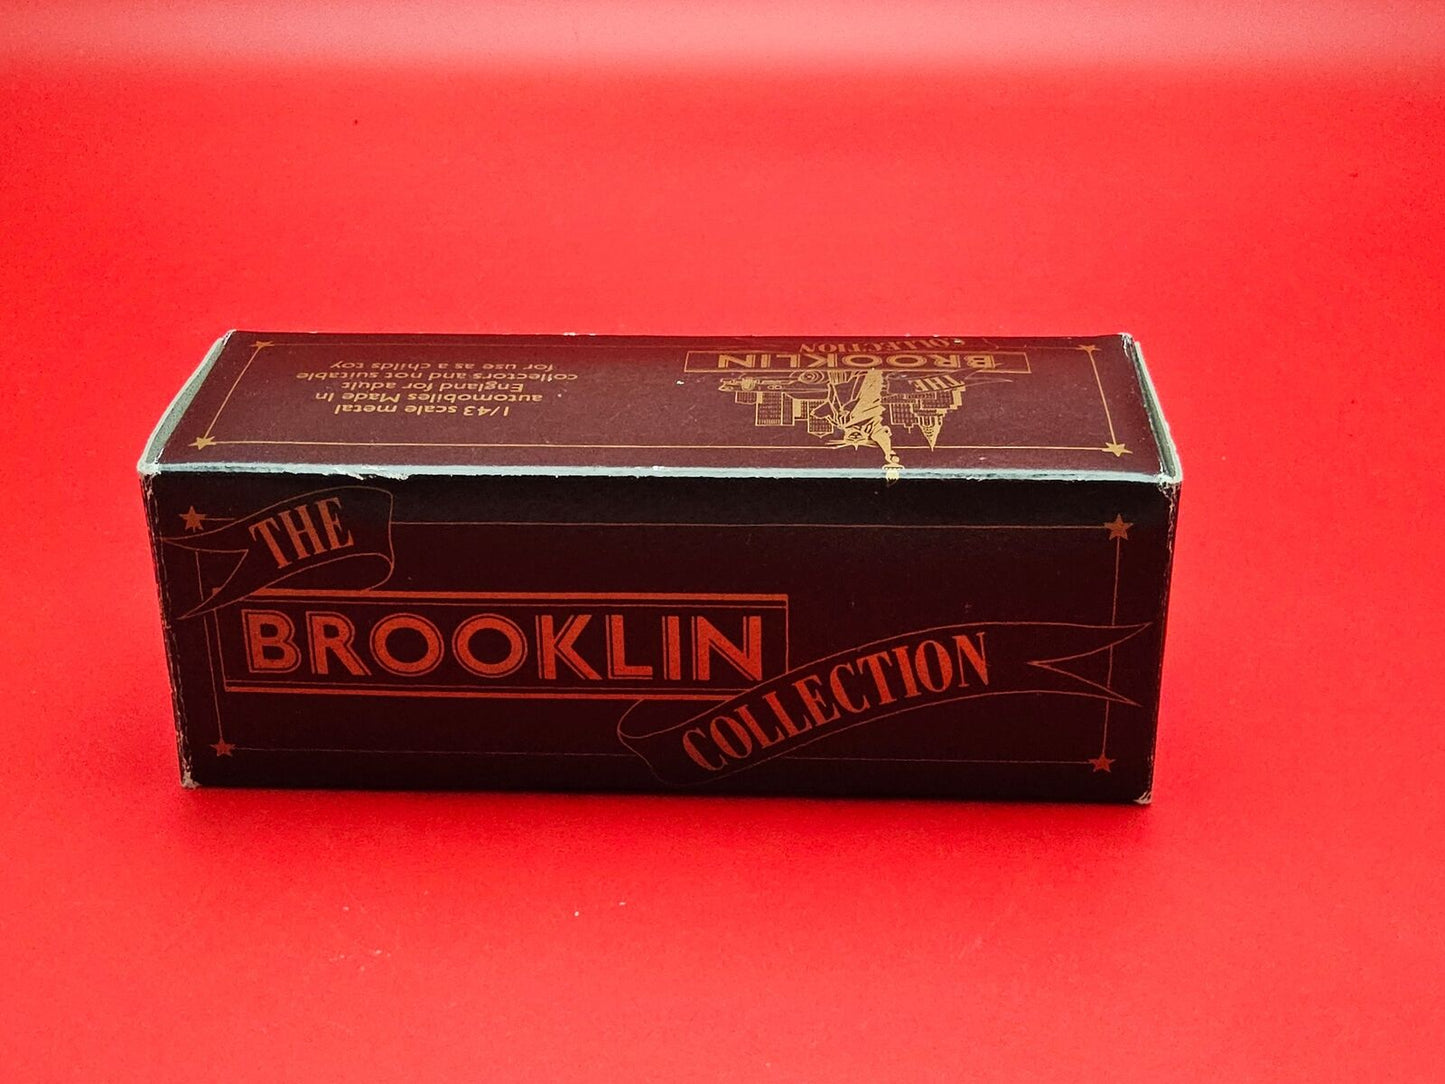 1/43 scale metal
automobiles Made In
England for adult
collectors and not suitable
for use as a childs toy
THE
BROOKLIN
COLLECTION
THE
BROOKLIN
COLLECTION